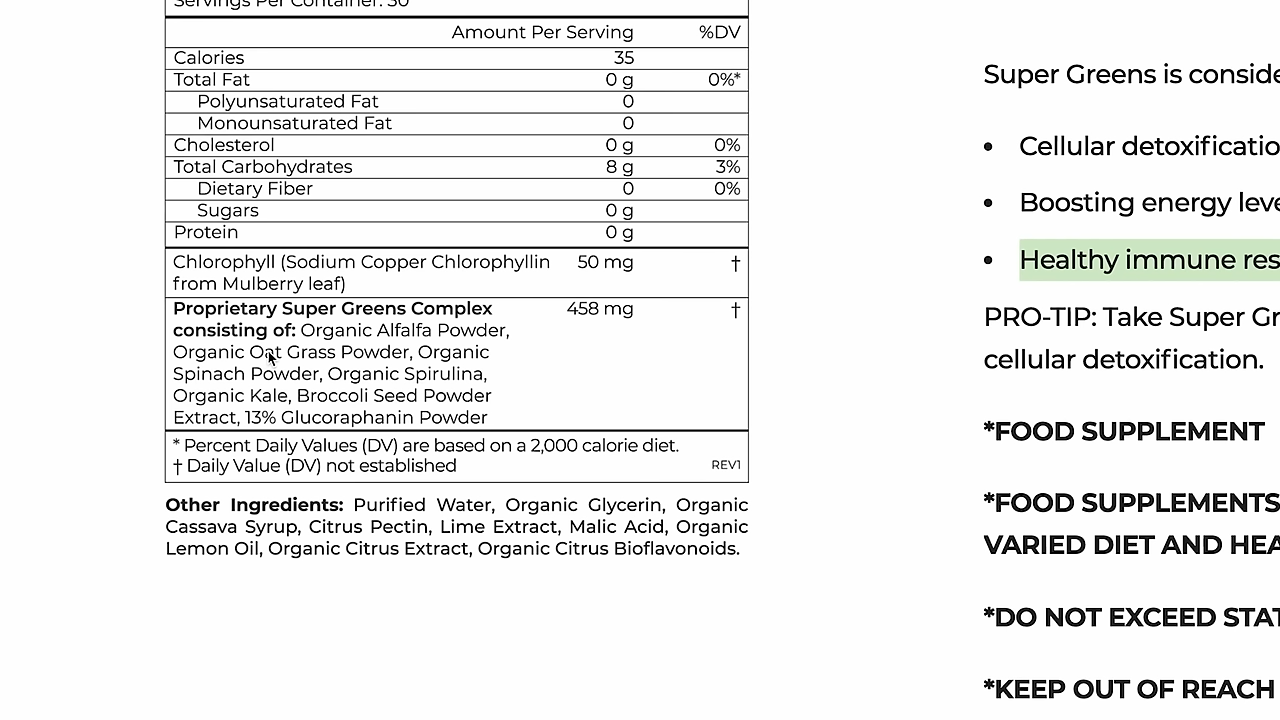 Servings Per Container: 30
Amount Per Serving %DV
Calories 35
Total Fat 0 g 0%*
Polyunsaturated Fat 0
Monounsaturated Fat 0
Cholesterol 0 g 0%
Total Carbohydrates 8 g 3%
Dietary Fiber 0 0%
Sugars 0 g
Protein 0 g
Chlorophyll (Sodium Copper Chlorophyllin 50 mg †
from Mulberry leaf)
Proprietary Super Greens Complex 458 mg †
consisting of: Organic Alfalfa Powder,
Organic Oat Grass Powder, Organic
Spinach Powder, Organic Spirulina,
Organic Kale, Broccoli Seed Powder
Extract, 13% Glucoraphanin Powder
* Percent Daily Values (DV) are based on a 2,000 calorie diet.
† Daily Value (DV) not established REV1
Other Ingredients: Purified Water, Organic Glycerin, Organic
Cassava Syrup, Citrus Pectin, Lime Extract, Malic Acid, Organic
Lemon Oil, Organic Citrus Extract, Organic Citrus Bioflavonoids.
Super Greens is conside
• Cellular detoxificatio
• Boosting energy leve
• Healthy immune res
PRO-TIP: Take Super Gr
cellular detoxification.
*FOOD SUPPLEMENT
*FOOD SUPPLEMENTS
VARIED DIET AND HEA
*DO NOT EXCEED STAT
*KEEP OUT OF REACH